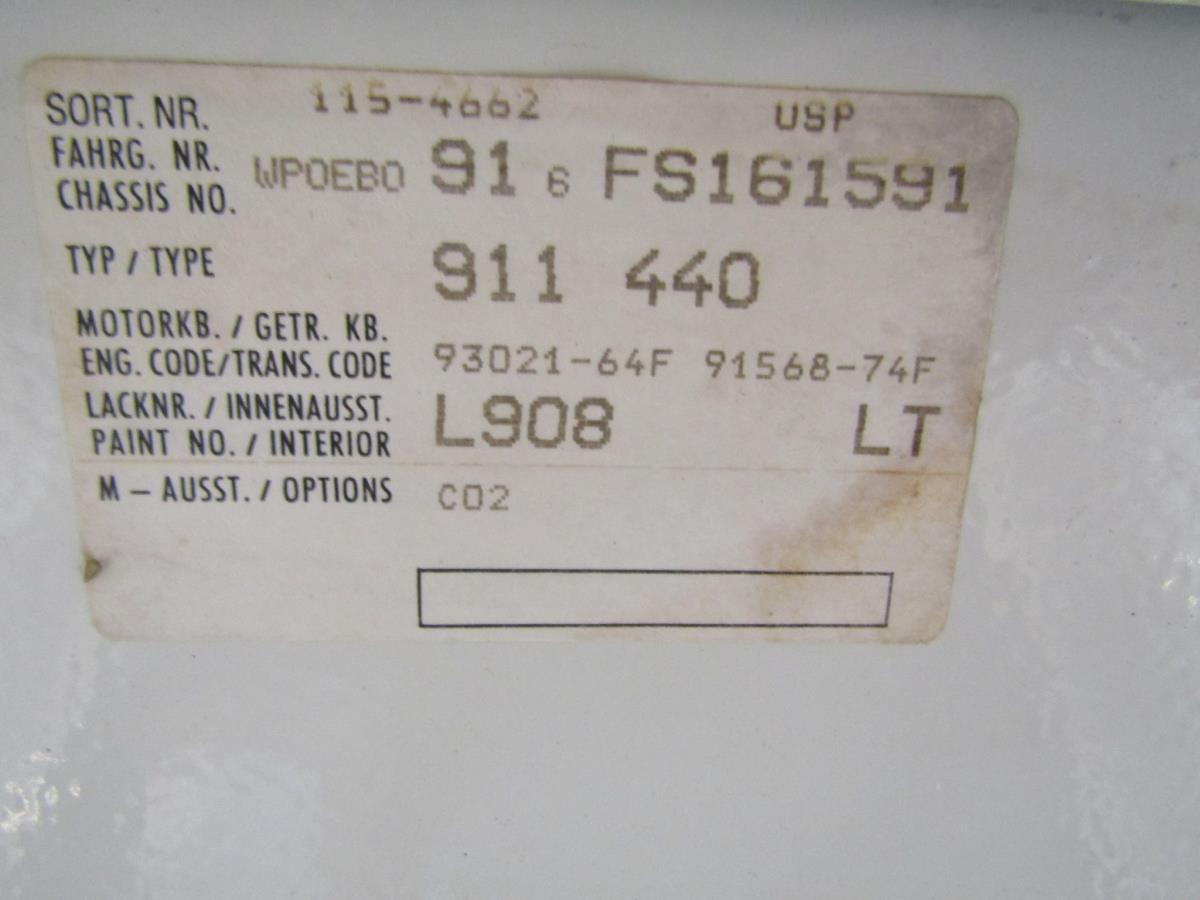 SORT. NR. 115-4662 USP
FAHRG. NR.
CHASSIS NO. WP0EB0 91 6 FS161591
TYP / TYPE 911 440
MOTORKB. / GETR. KB.
ENG. CODE/TRANS. CODE 93021-64F 91568-74F
LACKNR. / INNENAUSST.
PAINT NO. / INTERIOR L908 LT
M – AUSST. / OPTIONS C02